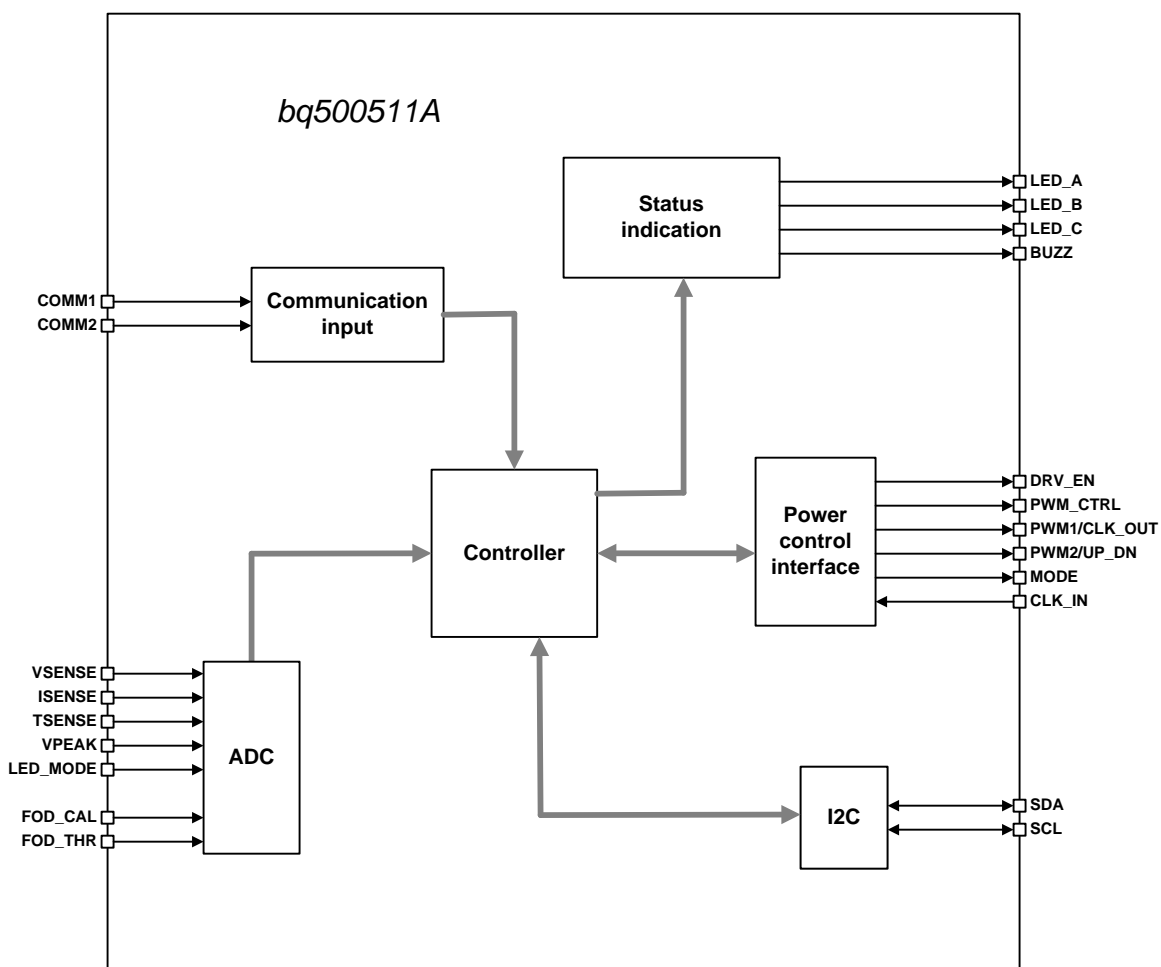 bq500511A
Status
indication
LED_A
LED_B
LED_C
BUZZ
COMM1
COMM2
Communication
input
Controller
Power
control
interface
DRV_EN
PWM_CTRL
PWM1/CLK_OUT
PWM2/UP_DN
MODE
CLK_IN
VSENSE
ISENSE
TSENSE
VPEAK
LED_MODE
FOD_CAL
FOD_THR
ADC
I2C
SDA
SCL